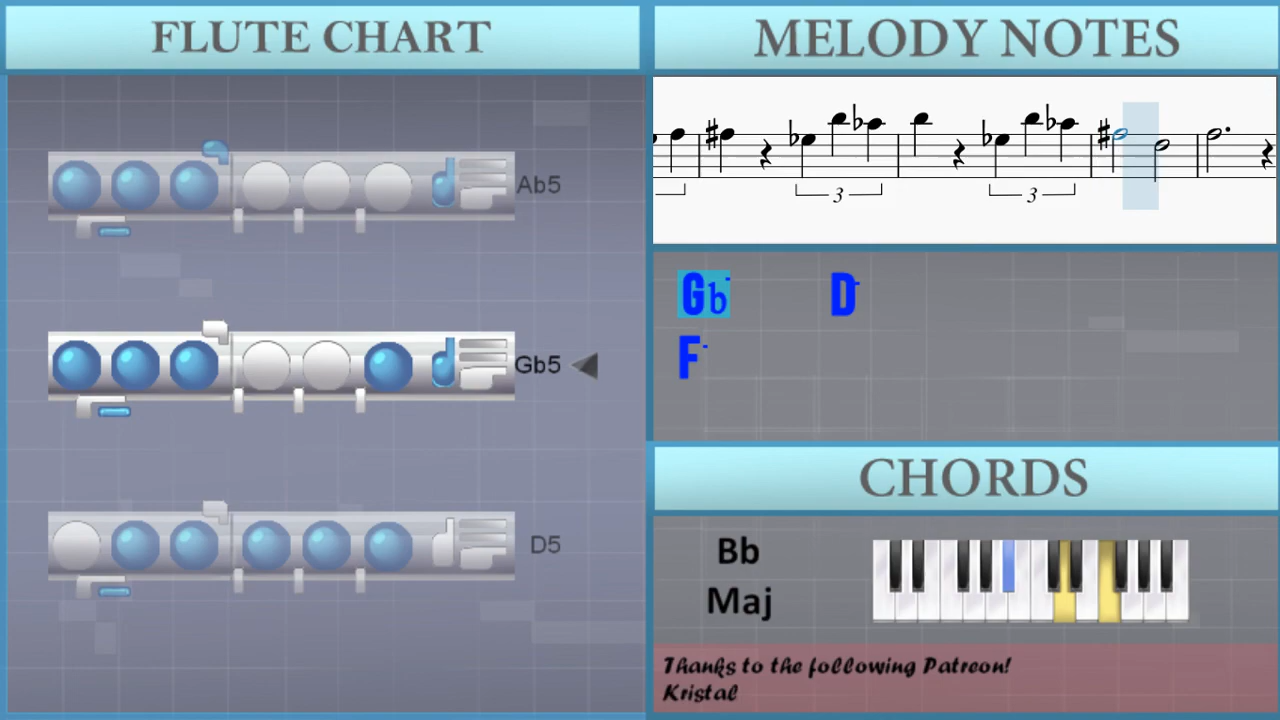 FLUTE CHART
Ab5
Gb5
D5
MELODY NOTES
3
3
Gb D
F
CHORDS
Bb
Maj
Thanks to the following Patreon!
Kristal